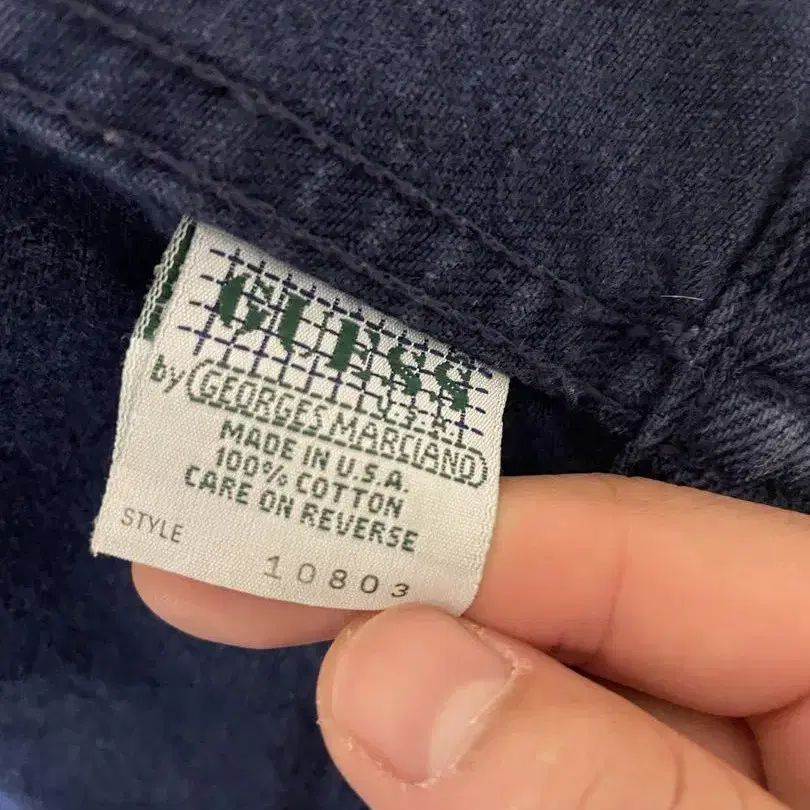 GUESS
U.S.A.
by GEORGES MARCIANO
MADE IN U.S.A.
100% COTTON
CARE ON REVERSE
STYLE 10803